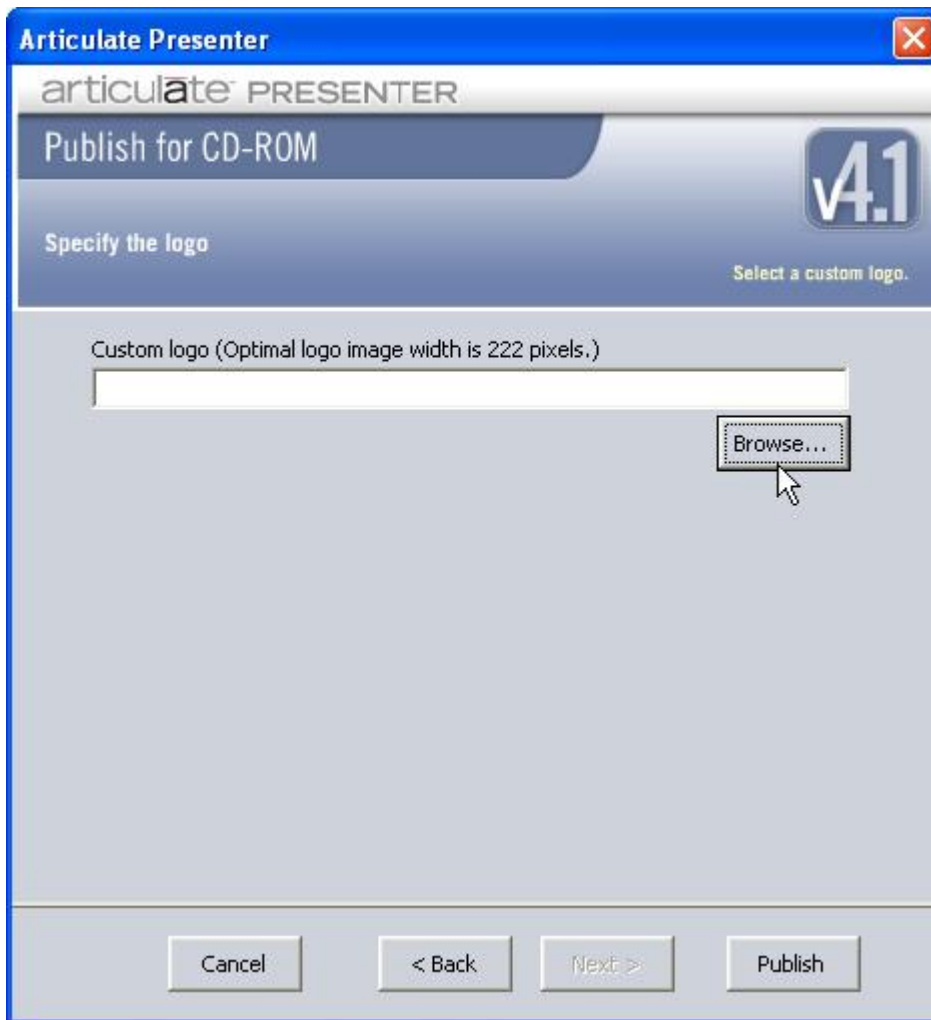 Articulate Presenter
articulāte™ PRESENTER
Publish for CD-ROM
v4.1
Specify the logo
Select a custom logo.
Custom logo (Optimal logo image width is 222 pixels.)
Browse...
Cancel
< Back
Next >
Publish